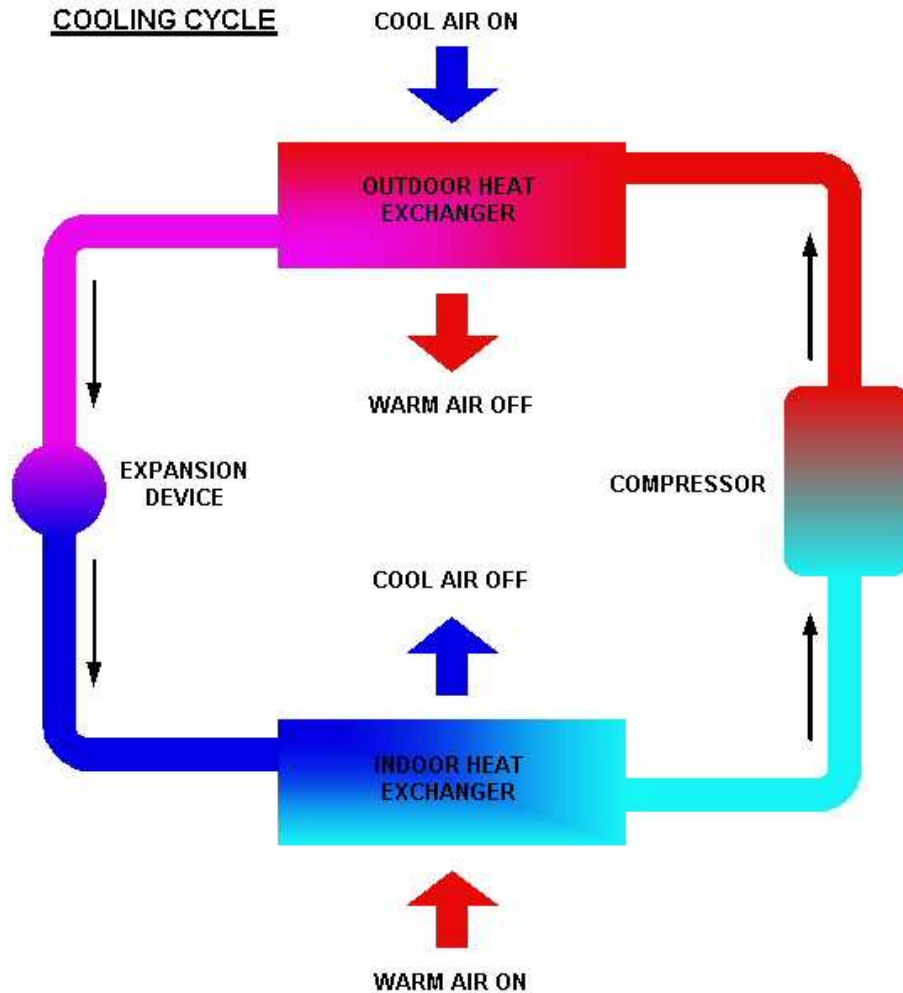 COOLING CYCLE
COOL AIR ON
OUTDOOR HEAT
EXCHANGER
WARM AIR OFF
EXPANSION
DEVICE
COMPRESSOR
COOL AIR OFF
INDOOR HEAT
EXCHANGER
WARM AIR ON